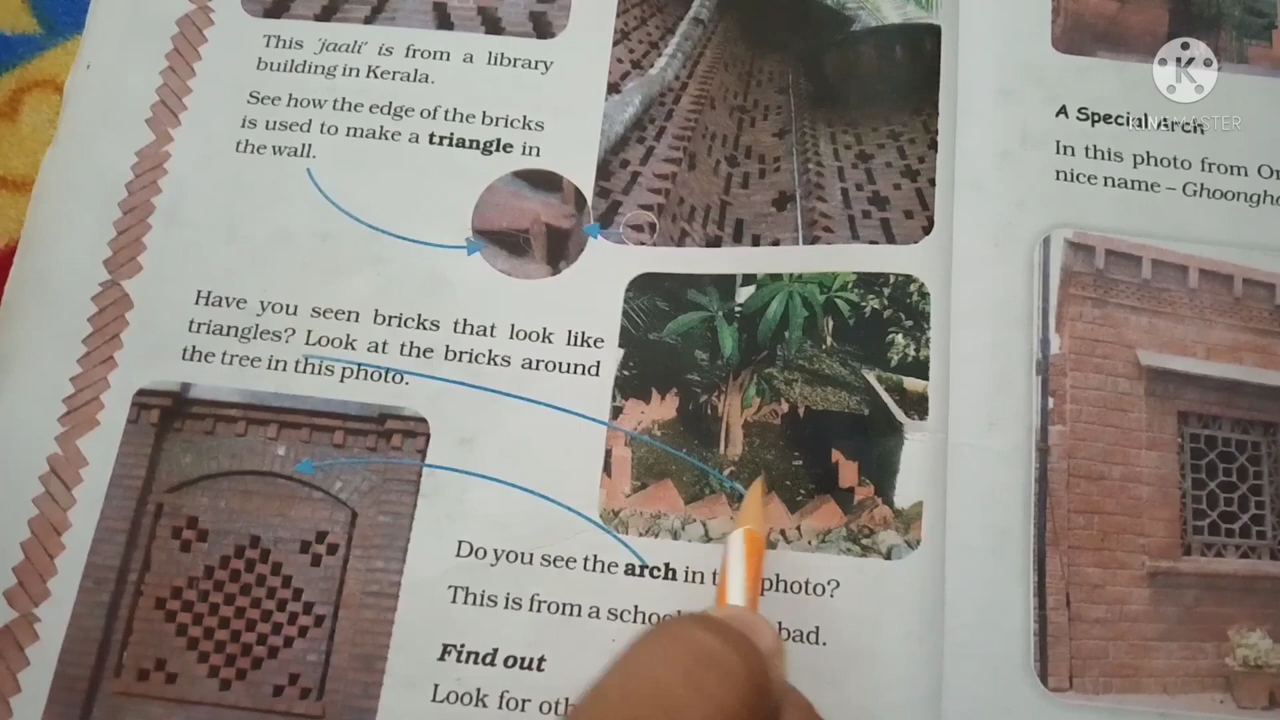 This 'jaali' is from a library
building in Kerala.
See how the edge of the bricks
is used to make a triangle in
the wall.
Have you seen bricks that look like
triangles? Look at the bricks around
the tree in this photo.
Do you see the arch in photo?
This is from a
Find out
Look for
A Special Arch
In this photo from
nice name –
K
KINEMASTER